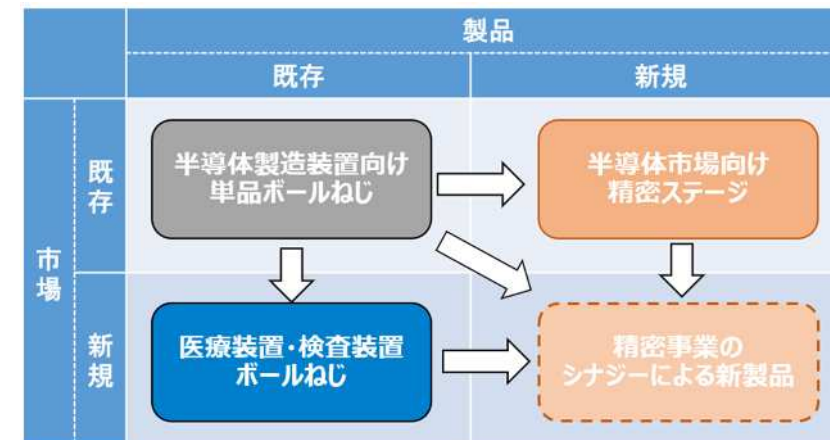 製品
既存
新規
市場
既存
半導体製造装置向け
単品ボールねじ
半導体市場向け
精密ステージ
新規
医療装置・検査装置
ボールねじ
精密事業の
シナジーによる新製品